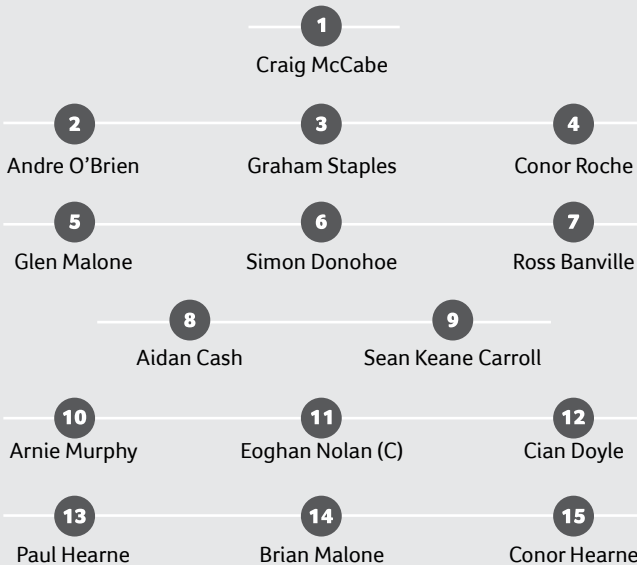 1
Craig McCabe
2 3 4
Andre O’Brien Graham Staples Conor Roche
5 6 7
Glen Malone Simon Donohoe Ross Banville
8 9
Aidan Cash Sean Keane Carroll
10 11 12
Arnie Murphy Eoghan Nolan (C) Cian Doyle
13 14 15
Paul Hearne Brian Malone Conor Hearne